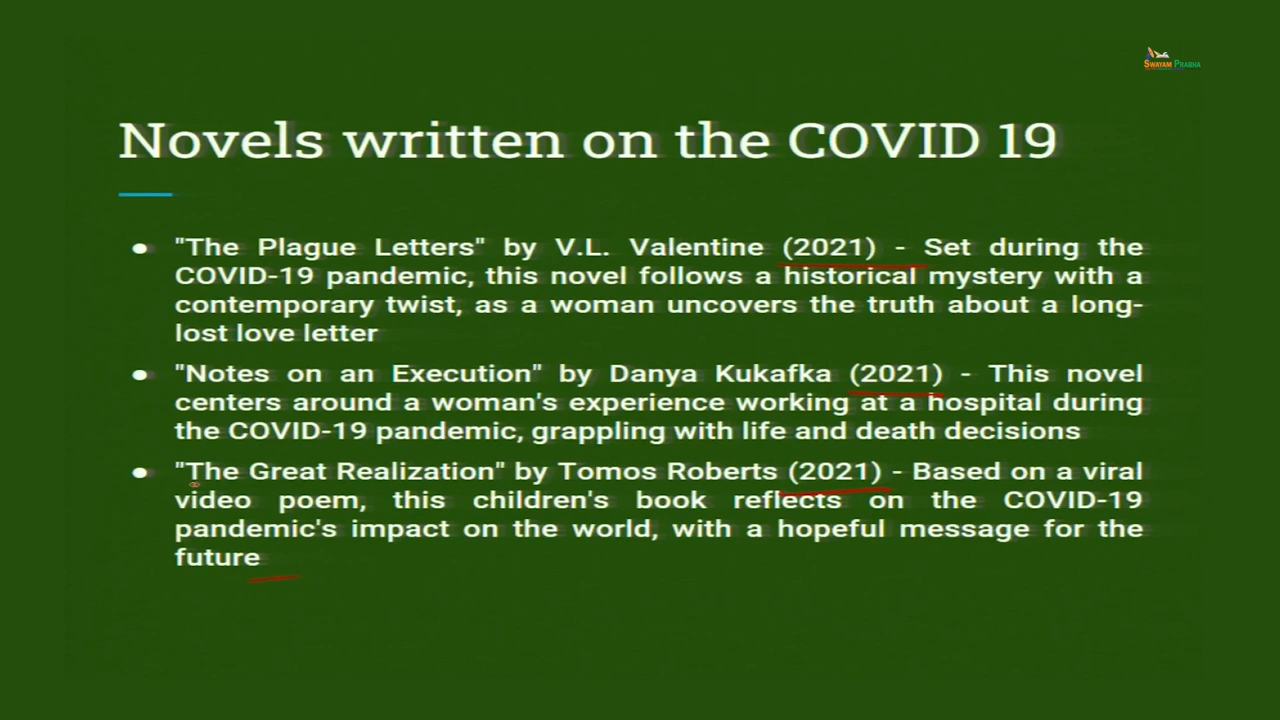 SWAYAM PRABHA
Novels written on the COVID 19
● "The Plague Letters" by V.L. Valentine (2021) - Set during the
COVID-19 pandemic, this novel follows a historical mystery with a
contemporary twist, as a woman uncovers the truth about a long-
lost love letter
● "Notes on an Execution" by Danya Kukafka (2021) - This novel
centers around a woman's experience working at a hospital during
the COVID-19 pandemic, grappling with life and death decisions
● "The Great Realization" by Tomos Roberts (2021) - Based on a viral
video poem, this children's book reflects on the COVID-19
pandemic's impact on the world, with a hopeful message for the
future